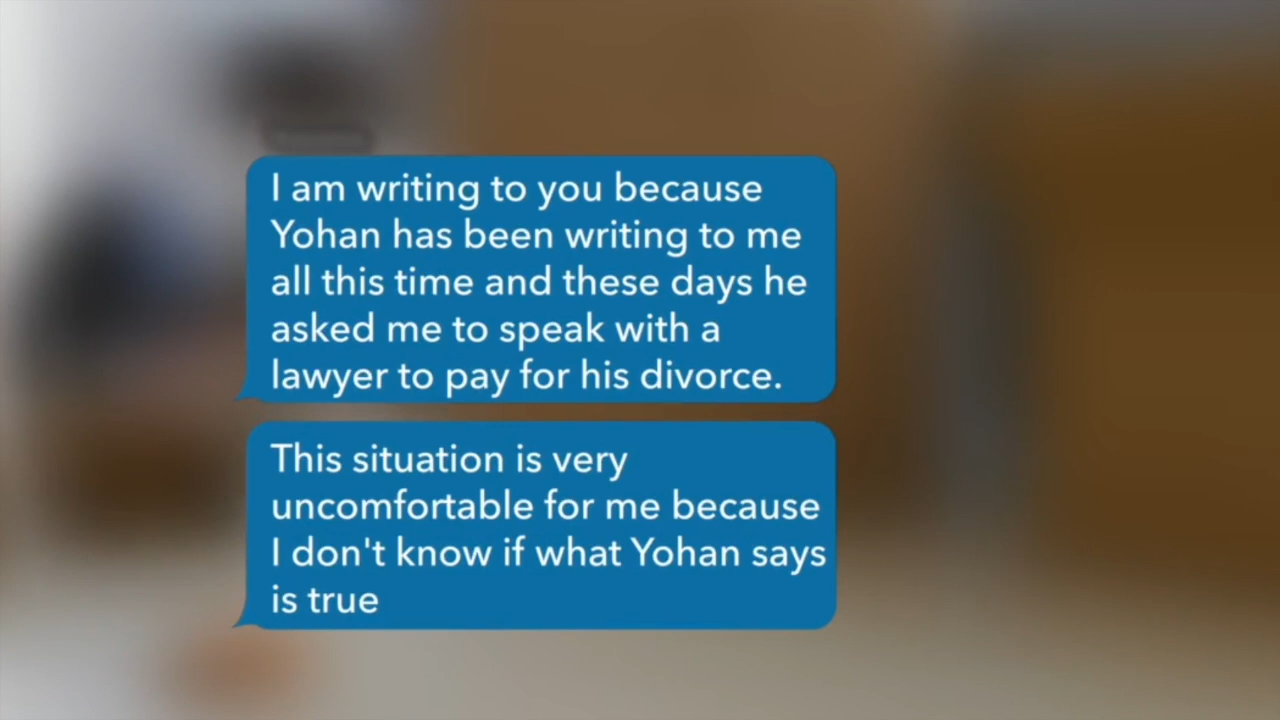 I am writing to you because
Yohan has been writing to me
all this time and these days he
asked me to speak with a
lawyer to pay for his divorce.
This situation is very
uncomfortable for me because
I don't know if what Yohan says
is true